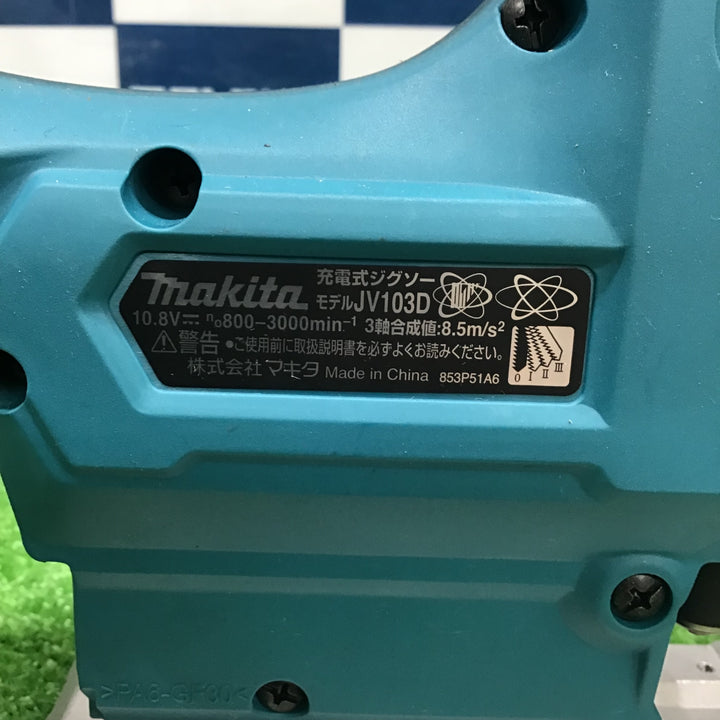 makita 充電式ジグソー
モデルJV103D
10.8V⎓ n₀800-3000min⁻¹ 3軸合成値:8.5m/s²
⚠警告 •ご使用前に取扱説明書を必ずよくお読みください。
株式会社 マキタ Made in China 853P51A6
0 I II III
>PA6-GF30<